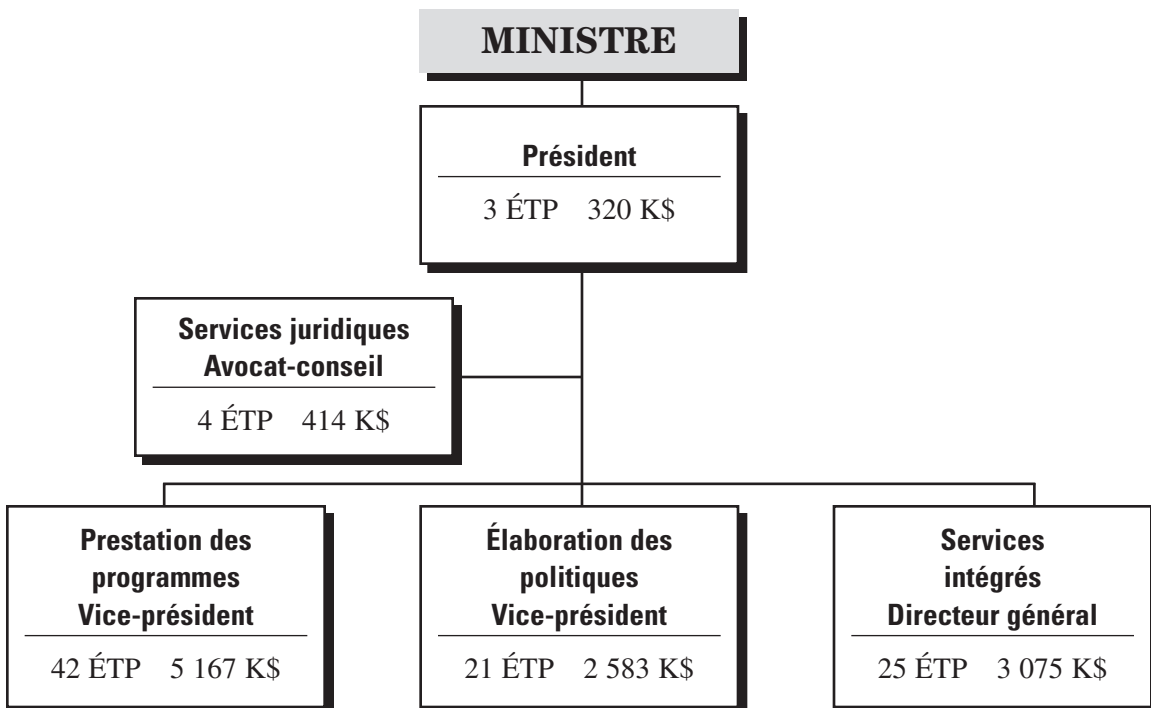 MINISTRE
Président
3 ÉTP 320 K$
Services juridiques
Avocat-conseil
4 ÉTP 414 K$
Prestation des
programmes
Vice-président
42 ÉTP 5 167 K$
Élaboration des
politiques
Vice-président
21 ÉTP 2 583 K$
Services
intégrés
Directeur général
25 ÉTP 3 075 K$